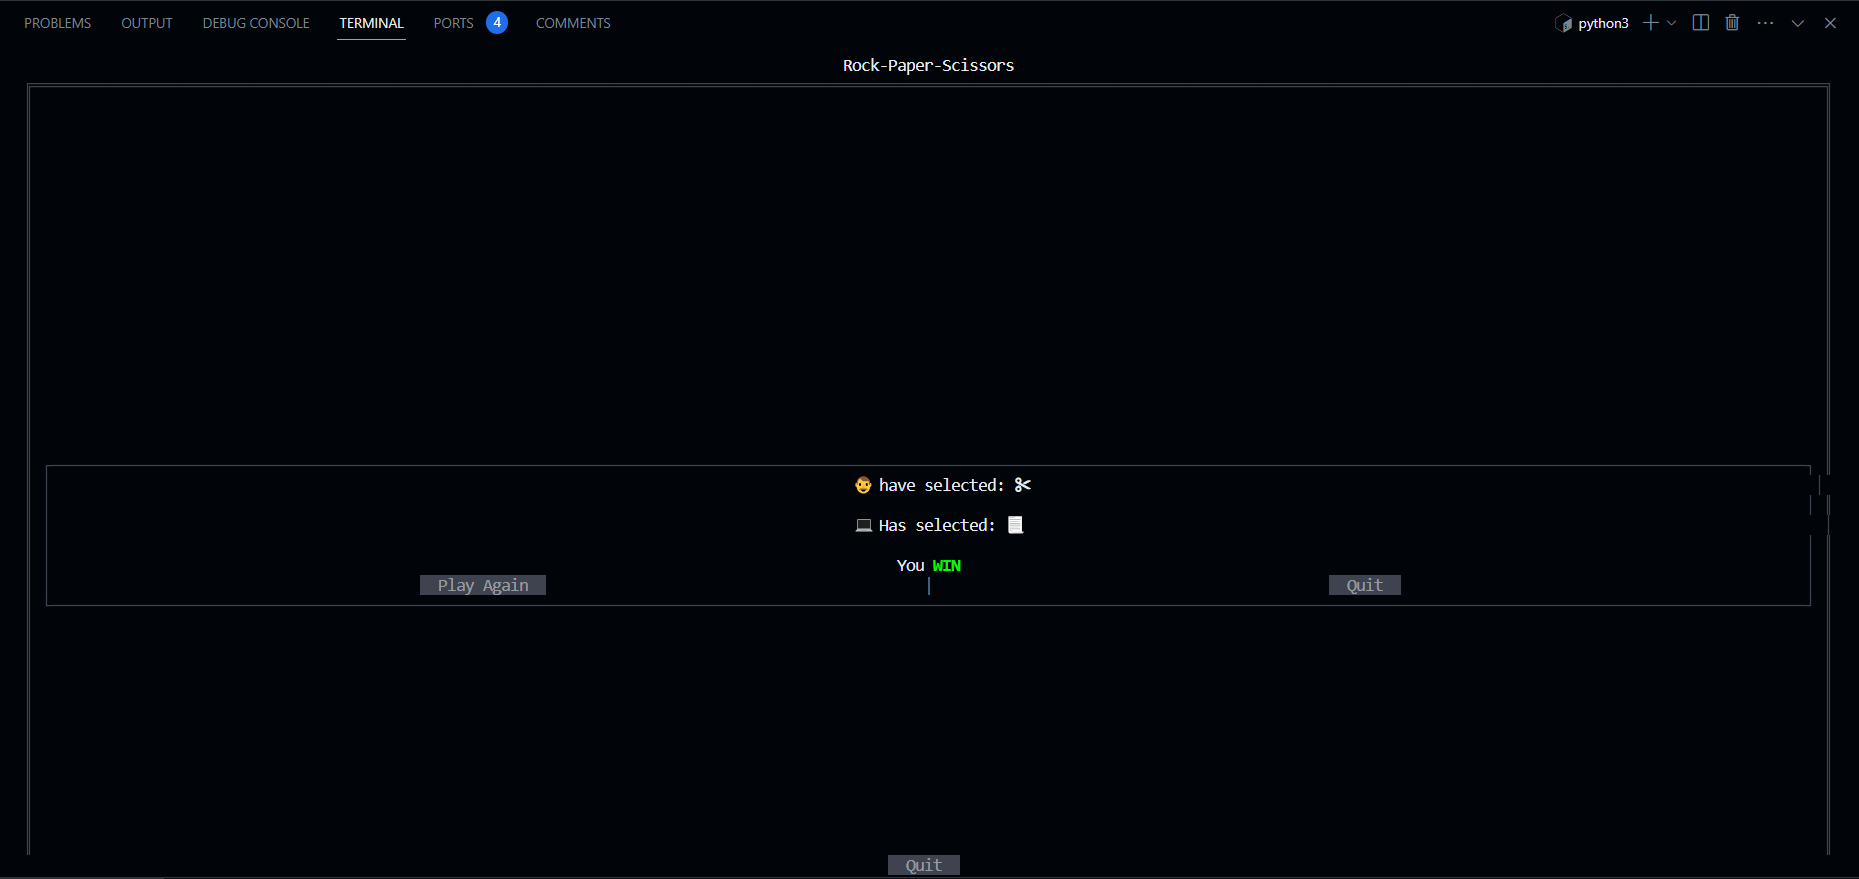 PROBLEMS OUTPUT DEBUG CONSOLE TERMINAL PORTS 4 COMMENTS python3
Rock-Paper-Scissors
👨 have selected: ✂
💻 Has selected: 📃
You WIN
Play Again | Quit
Quit